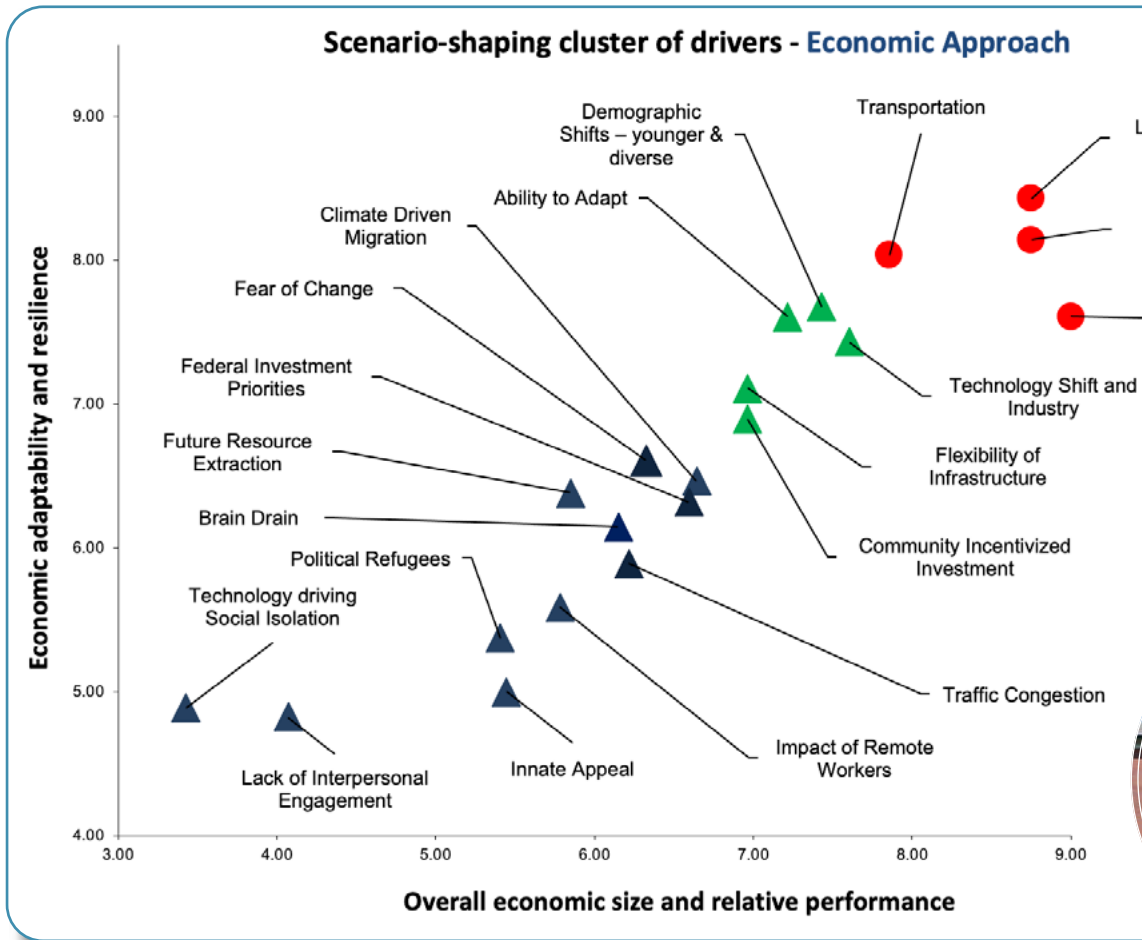 Scenario-shaping cluster of drivers - Economic Approach
Demographic
Shifts – younger &
diverse
Transportation
L
Ability to Adapt
Climate Driven
Migration
Fear of Change
Federal Investment
Priorities
Future Resource
Extraction
Brain Drain
Political Refugees
Technology driving
Social Isolation
Lack of Interpersonal
Engagement
Innate Appeal
Impact of Remote
Workers
Traffic Congestion
Community Incentivized
Investment
Flexibility of
Infrastructure
Technology Shift and
Industry
Economic adaptability and resilience
9.00
8.00
7.00
6.00
5.00
4.00
3.00
4.00
5.00
6.00
7.00
8.00
9.00
Overall economic size and relative performance